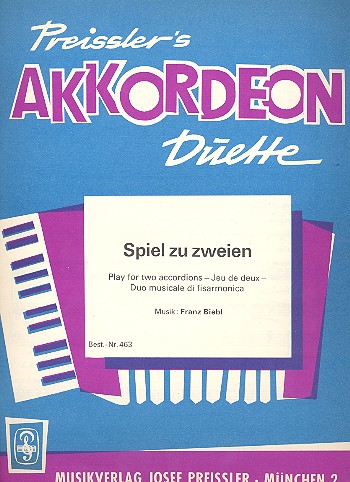 Preissler's
AKKORDEON
Duette
Spiel zu zweien
Play for two accordions – Jeu de deux –
Duo musicale di fisarmonica
Musik: Franz Biebl
Best.-Nr. 463
MUSIKVERLAG JOSEF PREISSLER - MÜNCHEN 2